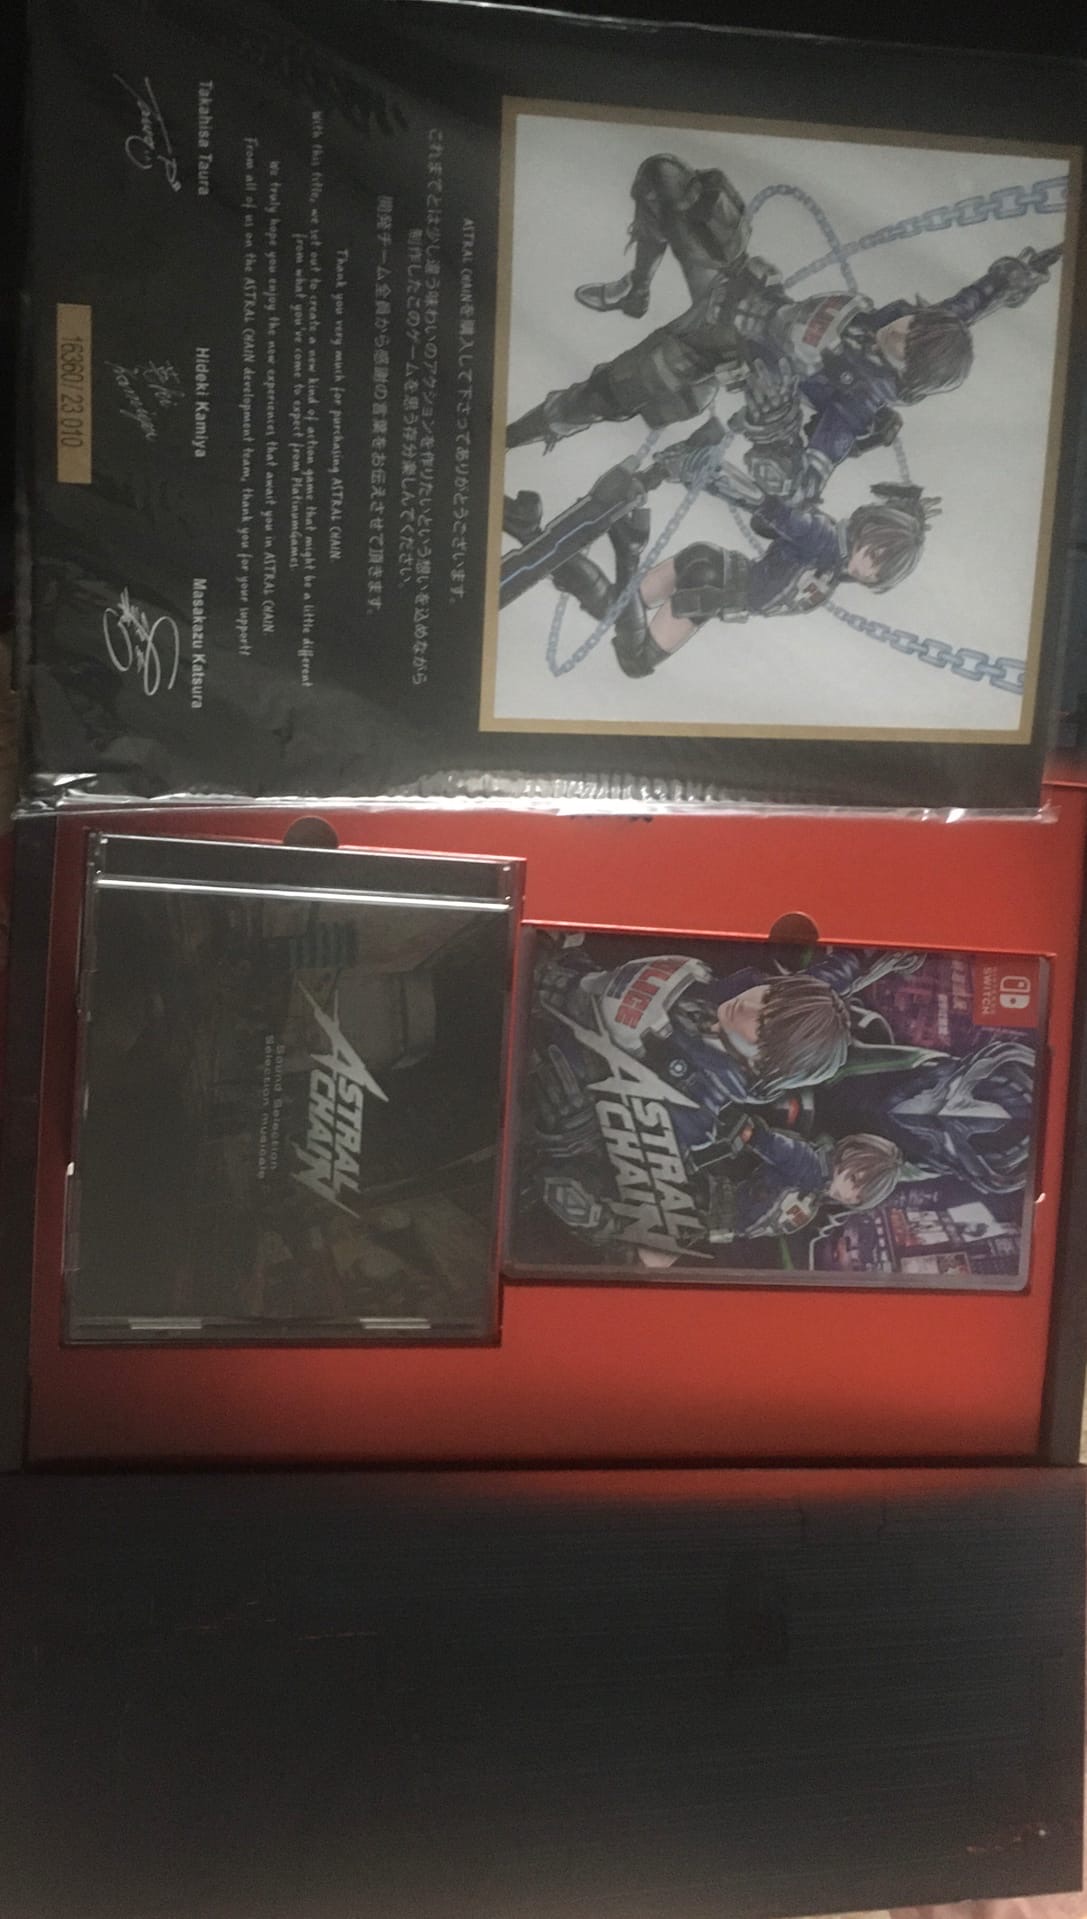 ASTRAL CHAINを購入して下さってありがとうございます。
これまでとは少し違う味わいのアクションを作りたいという想いを込めながら
制作したこのゲームを思う存分楽しんでください。
開発チーム全員から感謝の言葉をお伝えさせて頂きます。
Thank you very much for purchasing ASTRAL CHAIN.
With this title, we set out to create a new kind of action game that might be a little different
from what you've come to expect from PlatinumGames.
We truly hope you enjoy the new experiences that await you in ASTRAL CHAIN.
From all of us on the ASTRAL CHAIN development team, thank you for your support!
Takahisa Taura
Hideki Kamiya
Masakazu Katsura
16360/23 010
POLICE
SWITCH
ASTRAL
CHAIN
ASTRAL
CHAIN
Sound Selection
Sélection musicale